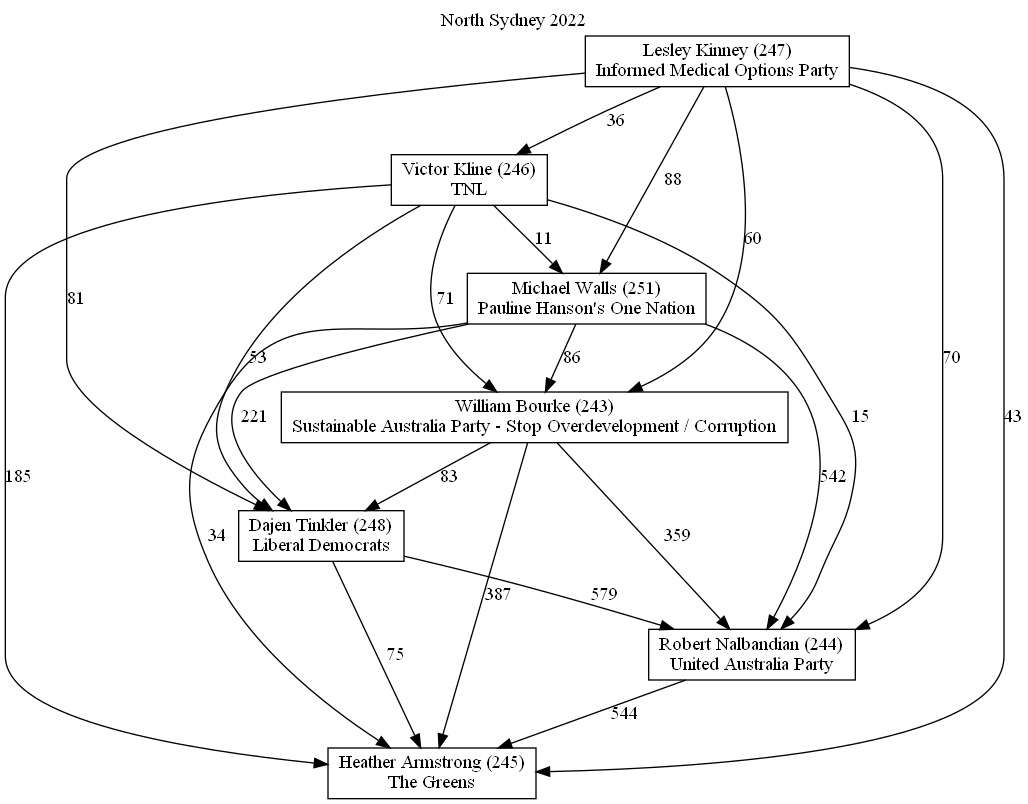 North Sydney 2022
Lesley Kinney (247)
Informed Medical Options Party
36
Victor Kline (246)
TNL
88
11
60
Michael Walls (251)
Pauline Hanson's One Nation
81
71
53
86
70
William Bourke (243)
Sustainable Australia Party - Stop Overdevelopment / Corruption
221
15
43
185
83
542
Dajen Tinkler (248)
Liberal Democrats
34
359
387
579
Robert Nalbandian (244)
United Australia Party
75
544
Heather Armstrong (245)
The Greens